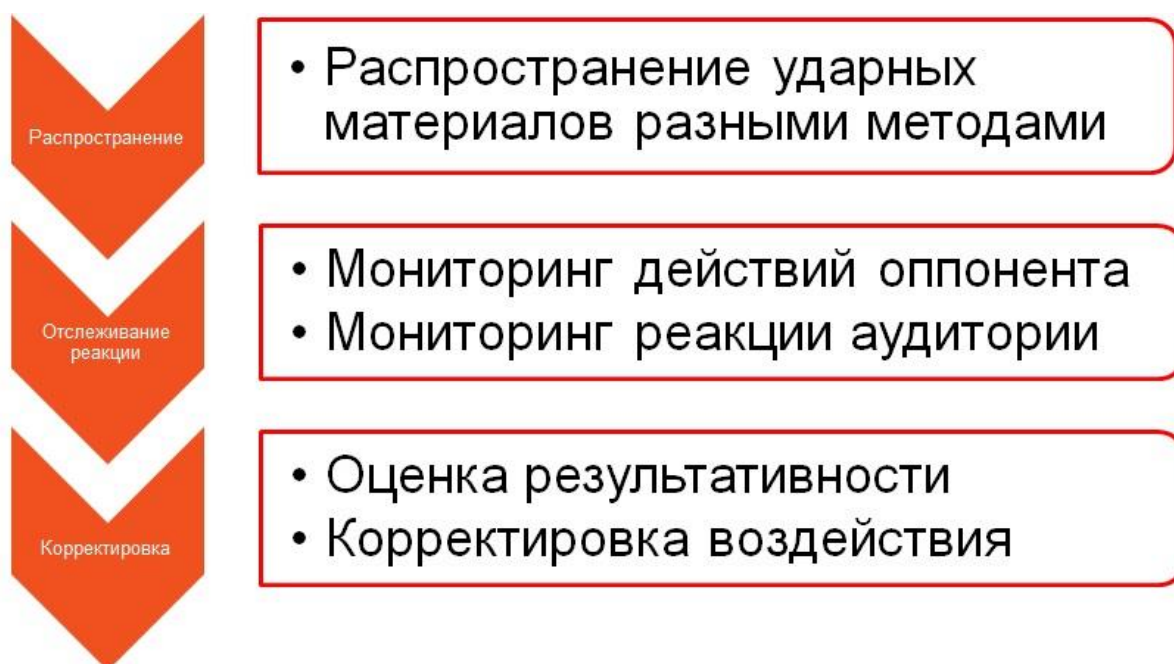 Распространение
• Распространение ударных
материалов разными методами
Отслеживание
реакции
• Мониторинг действий оппонента
• Мониторинг реакции аудитории
Корректировка
• Оценка результативности
• Корректировка воздействия